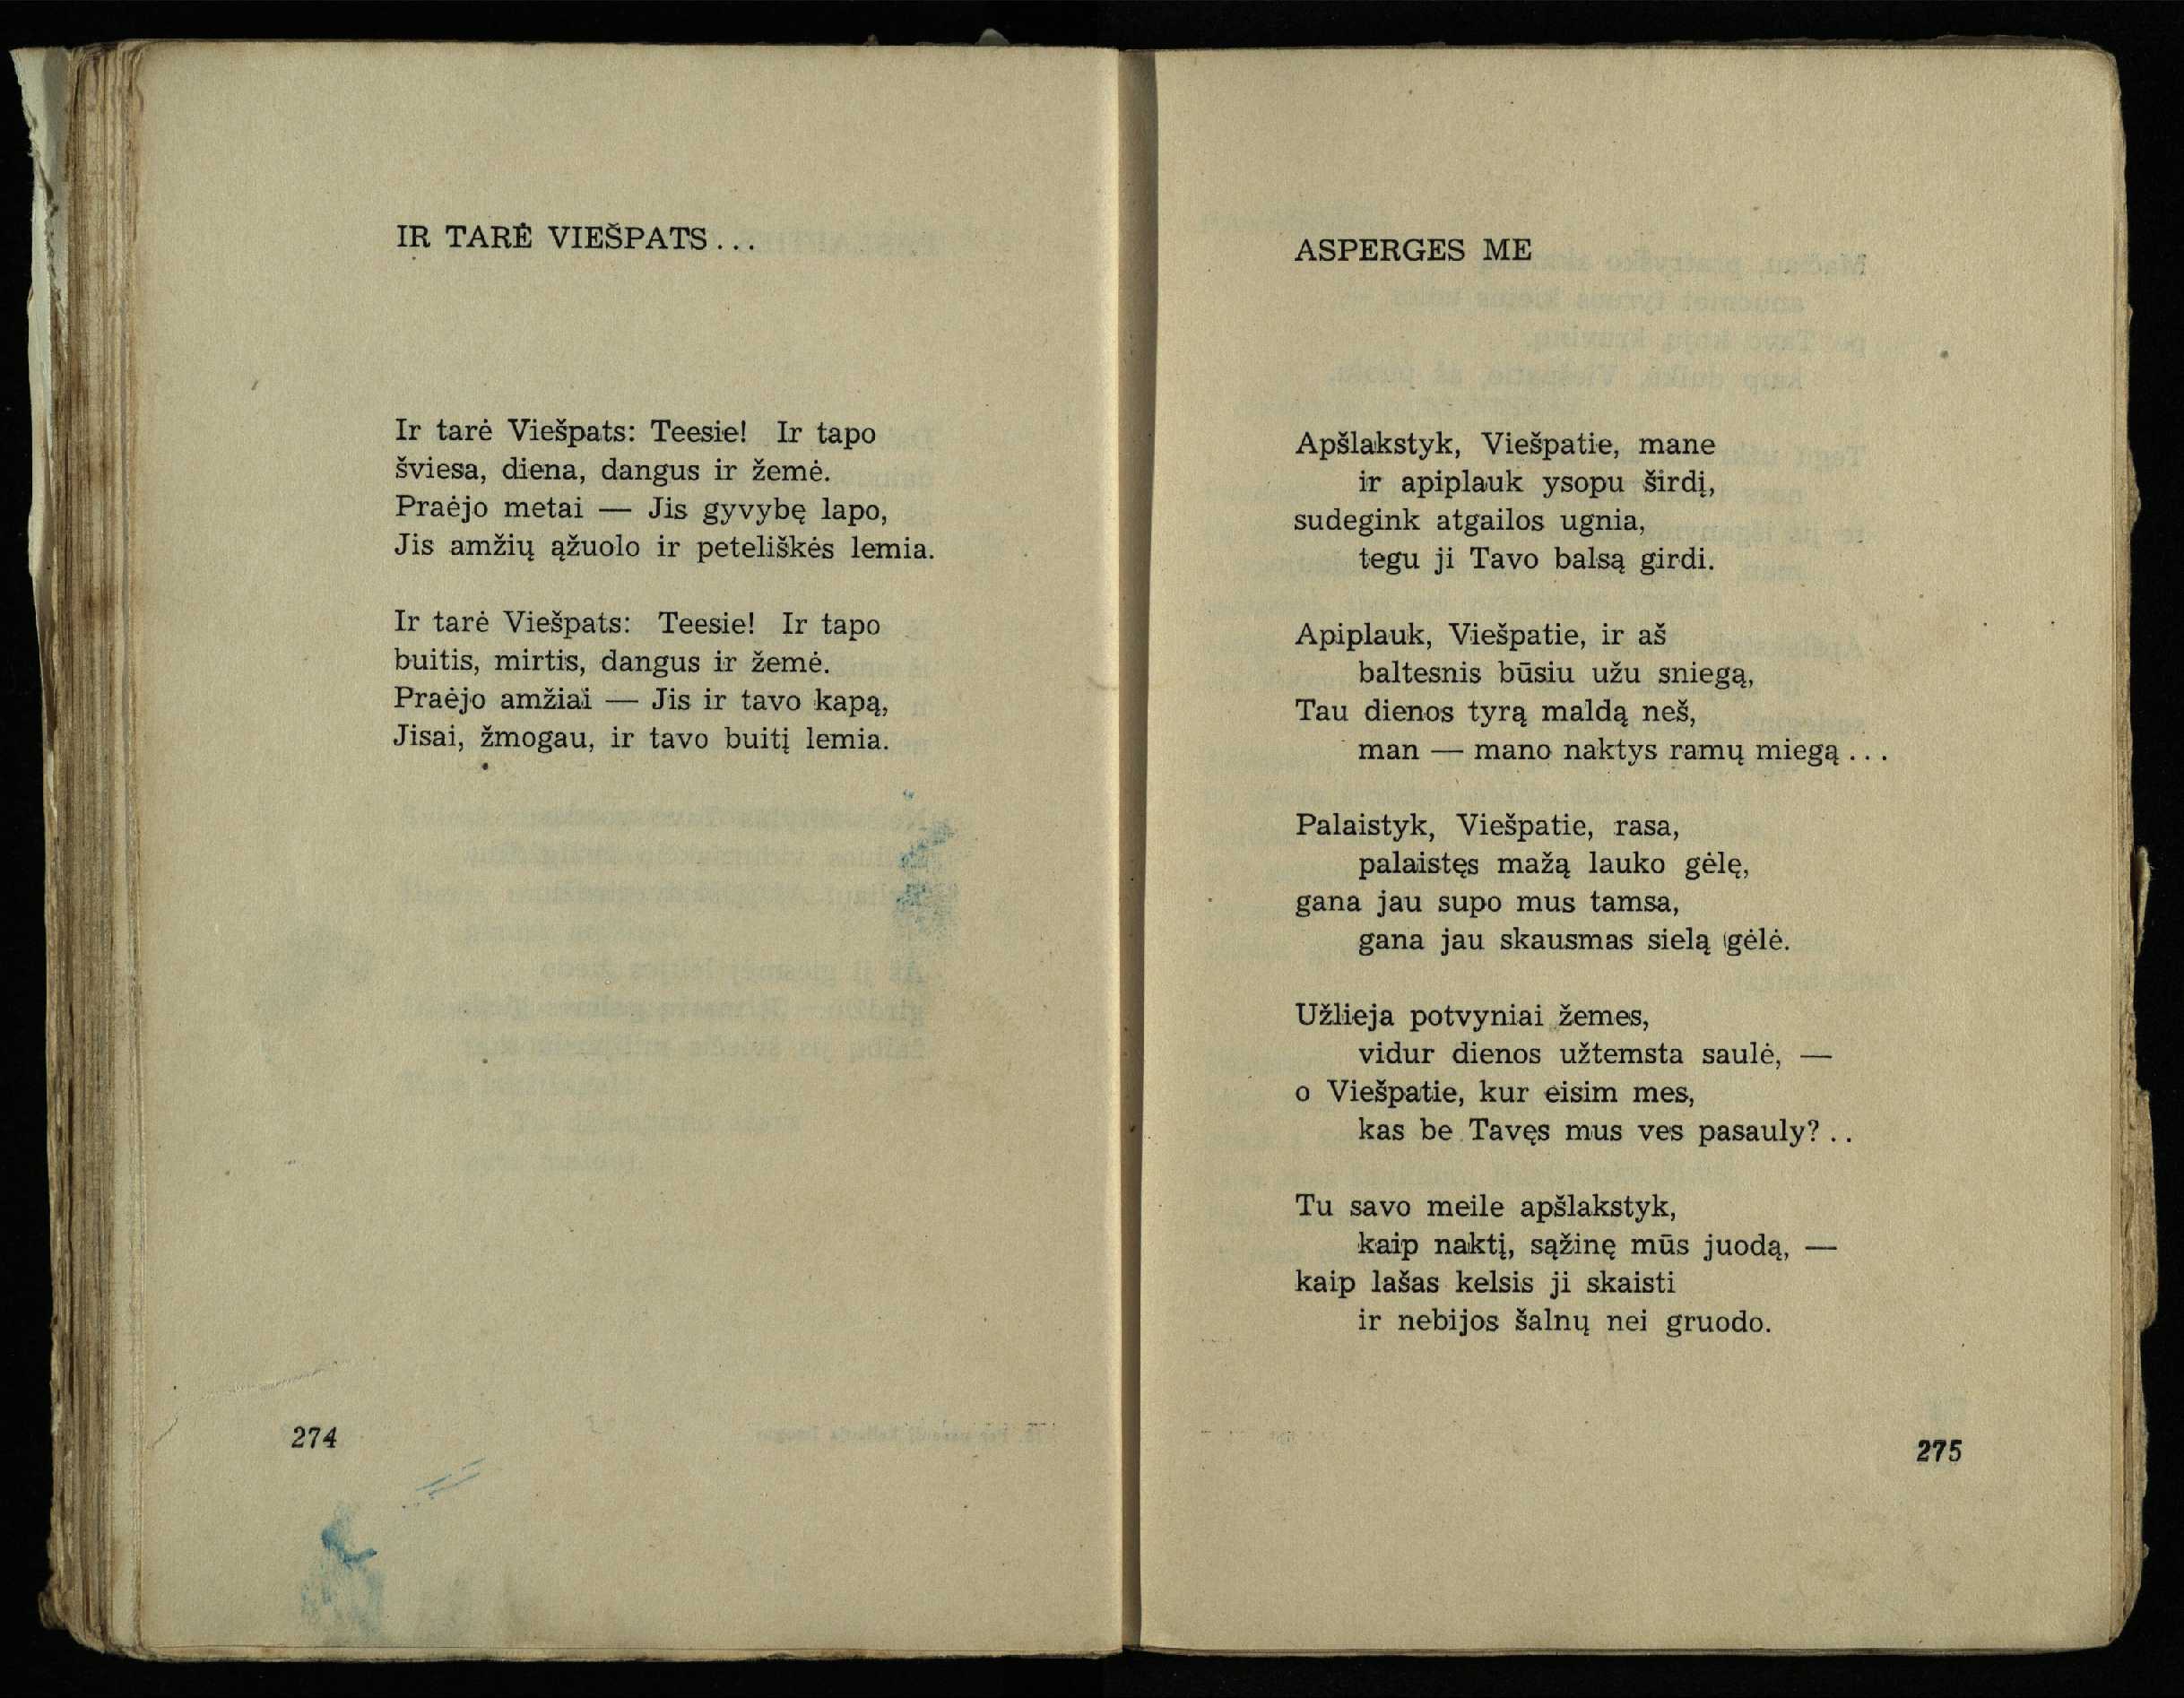 IR TARĖ VIEŠPATS...
Ir tarė Viešpats: Teesie! Ir tapo
šviesa, diena, dangus ir žemė.
Praėjo metai — Jis gyvybę lapo,
Jis amžių ąžuolo ir peteliškės lemia.
Ir tarė Viešpats: Teesie! Ir tapo
buitis, mirtis, dangus ir žemė.
Praėjo amžiai — Jis ir tavo kapą,
Jisai, žmogau, ir tavo buitį lemia.
274
ASPERGES ME
Apšlakstyk, Viešpatie, mane
ir apiplauk ysopu širdį,
sudegink atgailos ugnia,
tegu ji Tavo balsą girdi.
Apiplauk, Viešpatie, ir aš
baltesnis būsiu užu sniegą,
Tau dienos tyrą maldą neš,
man — mano naktys ramų miegą...
Palaistyk, Viešpatie, rasa,
palaistęs mažą lauko gėlę,
gana jau supo mus tamsa,
gana jau skausmas sielą gėlė.
Užlieja potvyniai žemes,
vidur dienos užtemsta saulė, —
o Viešpatie, kur eisim mes,
kas be Tavęs mus ves pasauly?..
Tu savo meile apšlakstyk,
kaip naktį, sąžinę mūs juodą, —
kaip lašas kelsis ji skaisti
ir nebijos šalnų nei gruodo.
275